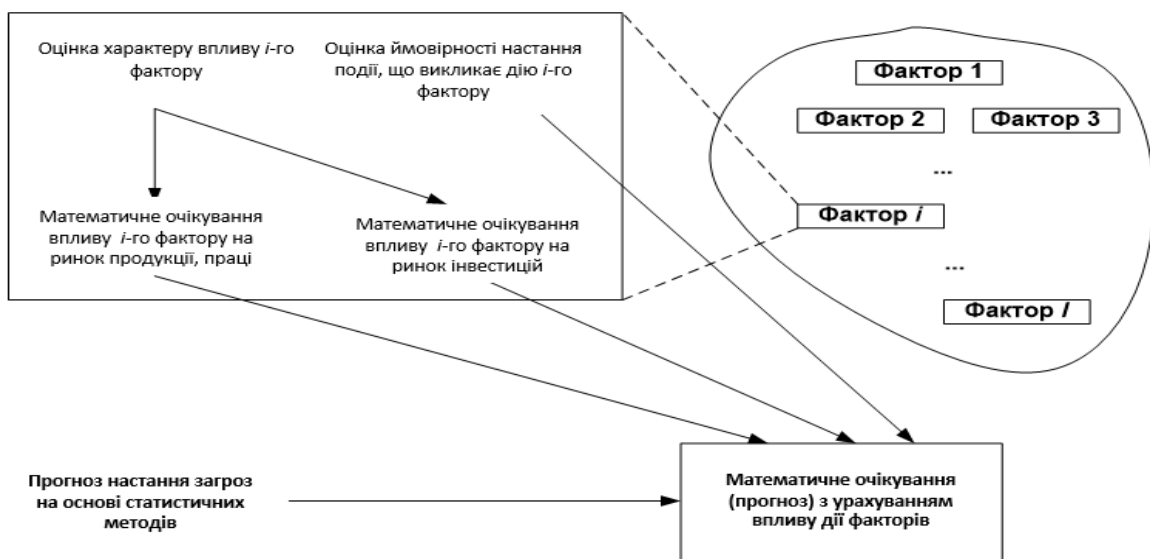 Оцінка характеру впливу i-го
фактору
Оцінка ймовірності настання
події, що викликає дію i-го
фактору
Математичне очікування
впливу i-го фактору на
ринок продукції, праці
Математичне очікування
впливу i-го фактору на
ринок інвестицій
Фактор 1
Фактор 2
Фактор 3
...
Фактор i
...
Фактор I
Прогноз настання загроз
на основі статистичних
методів
Математичне очікування
(прогноз) з урахуванням
впливу дії факторів